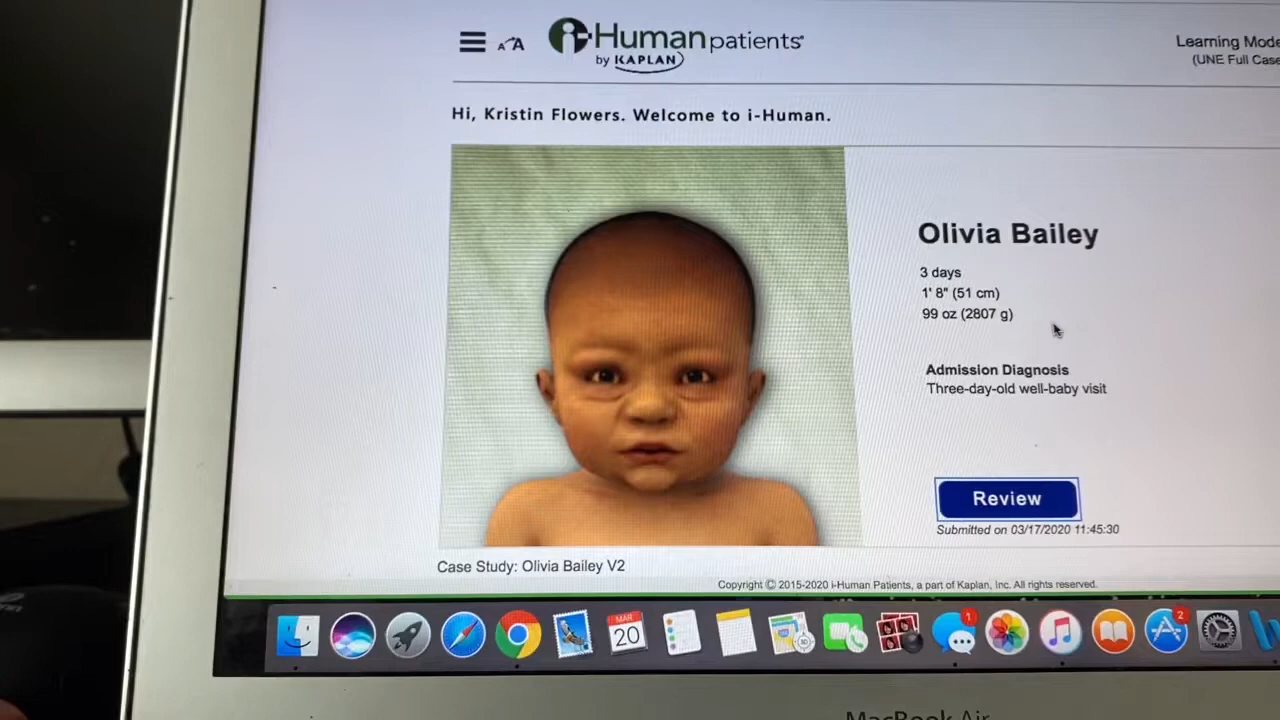 i-Human patients®
by KAPLAN
Learning Mode
(UNE Full Case
Hi, Kristin Flowers. Welcome to i-Human.
Olivia Bailey
3 days
1' 8" (51 cm)
99 oz (2807 g)
Admission Diagnosis
Three-day-old well-baby visit
Review
Submitted on 03/17/2020 11:45:30
Case Study: Olivia Bailey V2
Copyright © 2015-2020 i-Human Patients, a part of Kaplan, Inc. All rights reserved.
MAR
20
1
2
MacBook Air